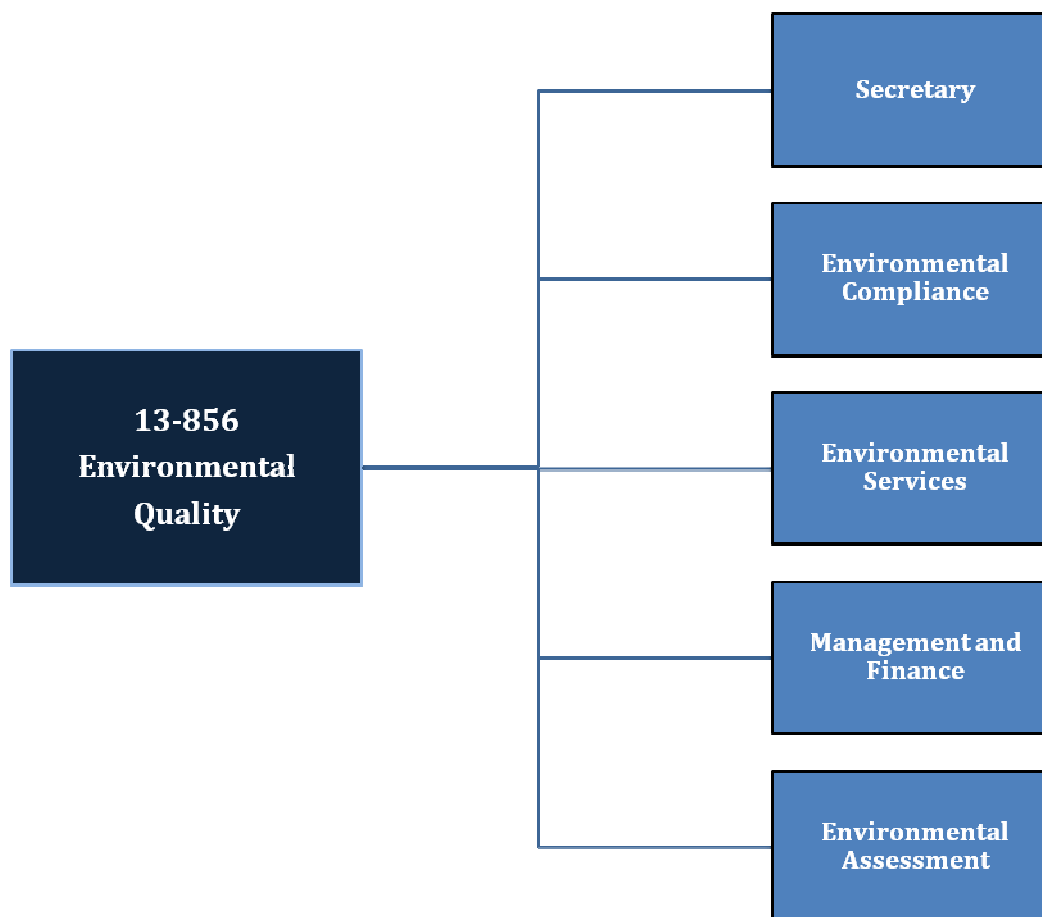 13-856
Environmental
Quality
Secretary
Environmental
Compliance
Environmental
Services
Management and
Finance
Environmental
Assessment